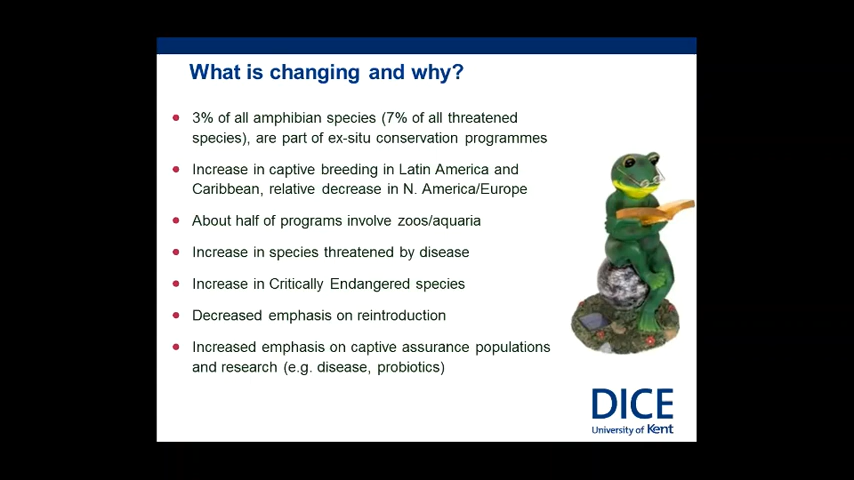 What is changing and why?
• 3% of all amphibian species (7% of all threatened
species), are part of ex-situ conservation programmes
• Increase in captive breeding in Latin America and
Caribbean, relative decrease in N. America/Europe
• About half of programs involve zoos/aquaria
• Increase in species threatened by disease
• Increase in Critically Endangered species
• Decreased emphasis on reintroduction
• Increased emphasis on captive assurance populations
and research (e.g. disease, probiotics)
DICE
University of Kent